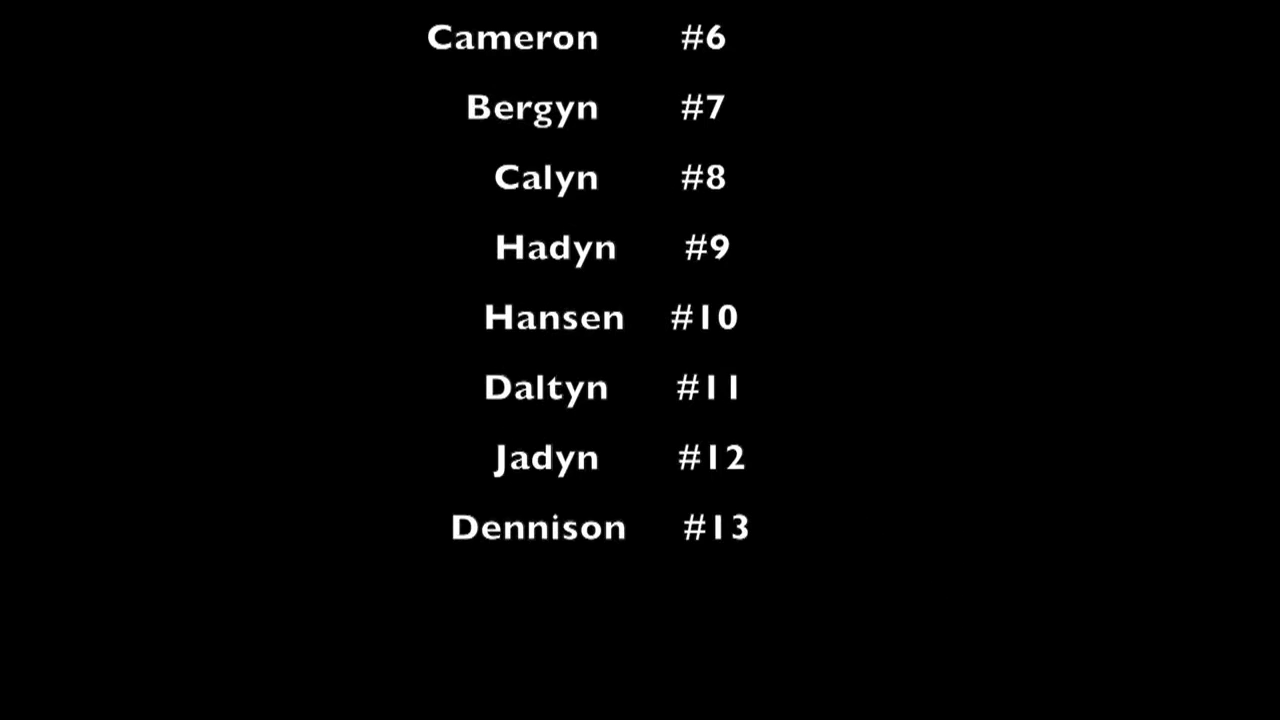 Cameron #6
Bergyn #7
Calyn #8
Hadyn #9
Hansen #10
Daltyn #11
Jadyn #12
Dennison #13